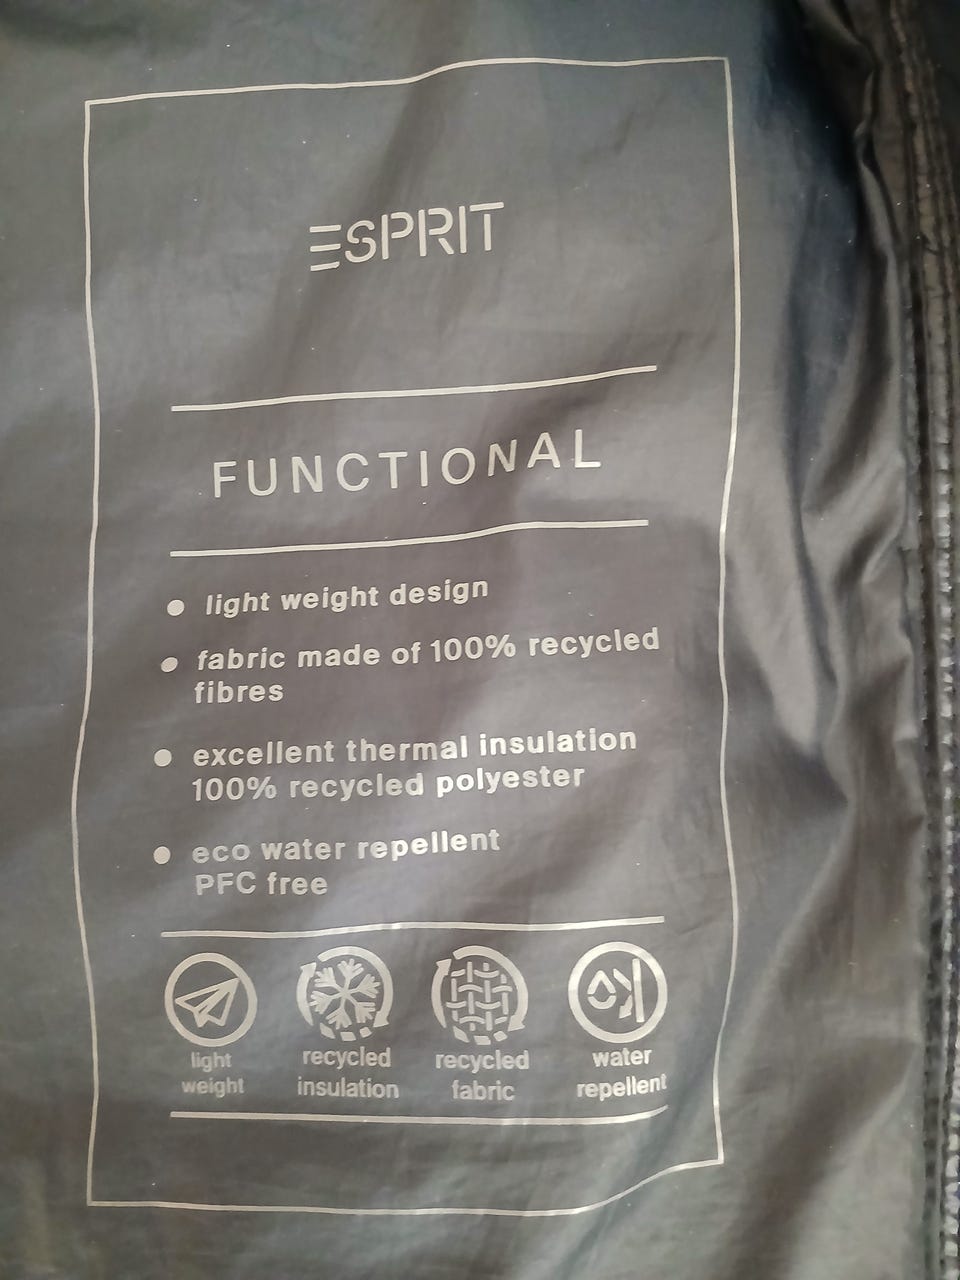 ESPRIT
FUNCTIONAL
● light weight design
● fabric made of 100% recycled
fibres
● excellent thermal insulation
100% recycled polyester
● eco water repellent
PFC free
light
weight
recycled
insulation
recycled
fabric
water
repellent